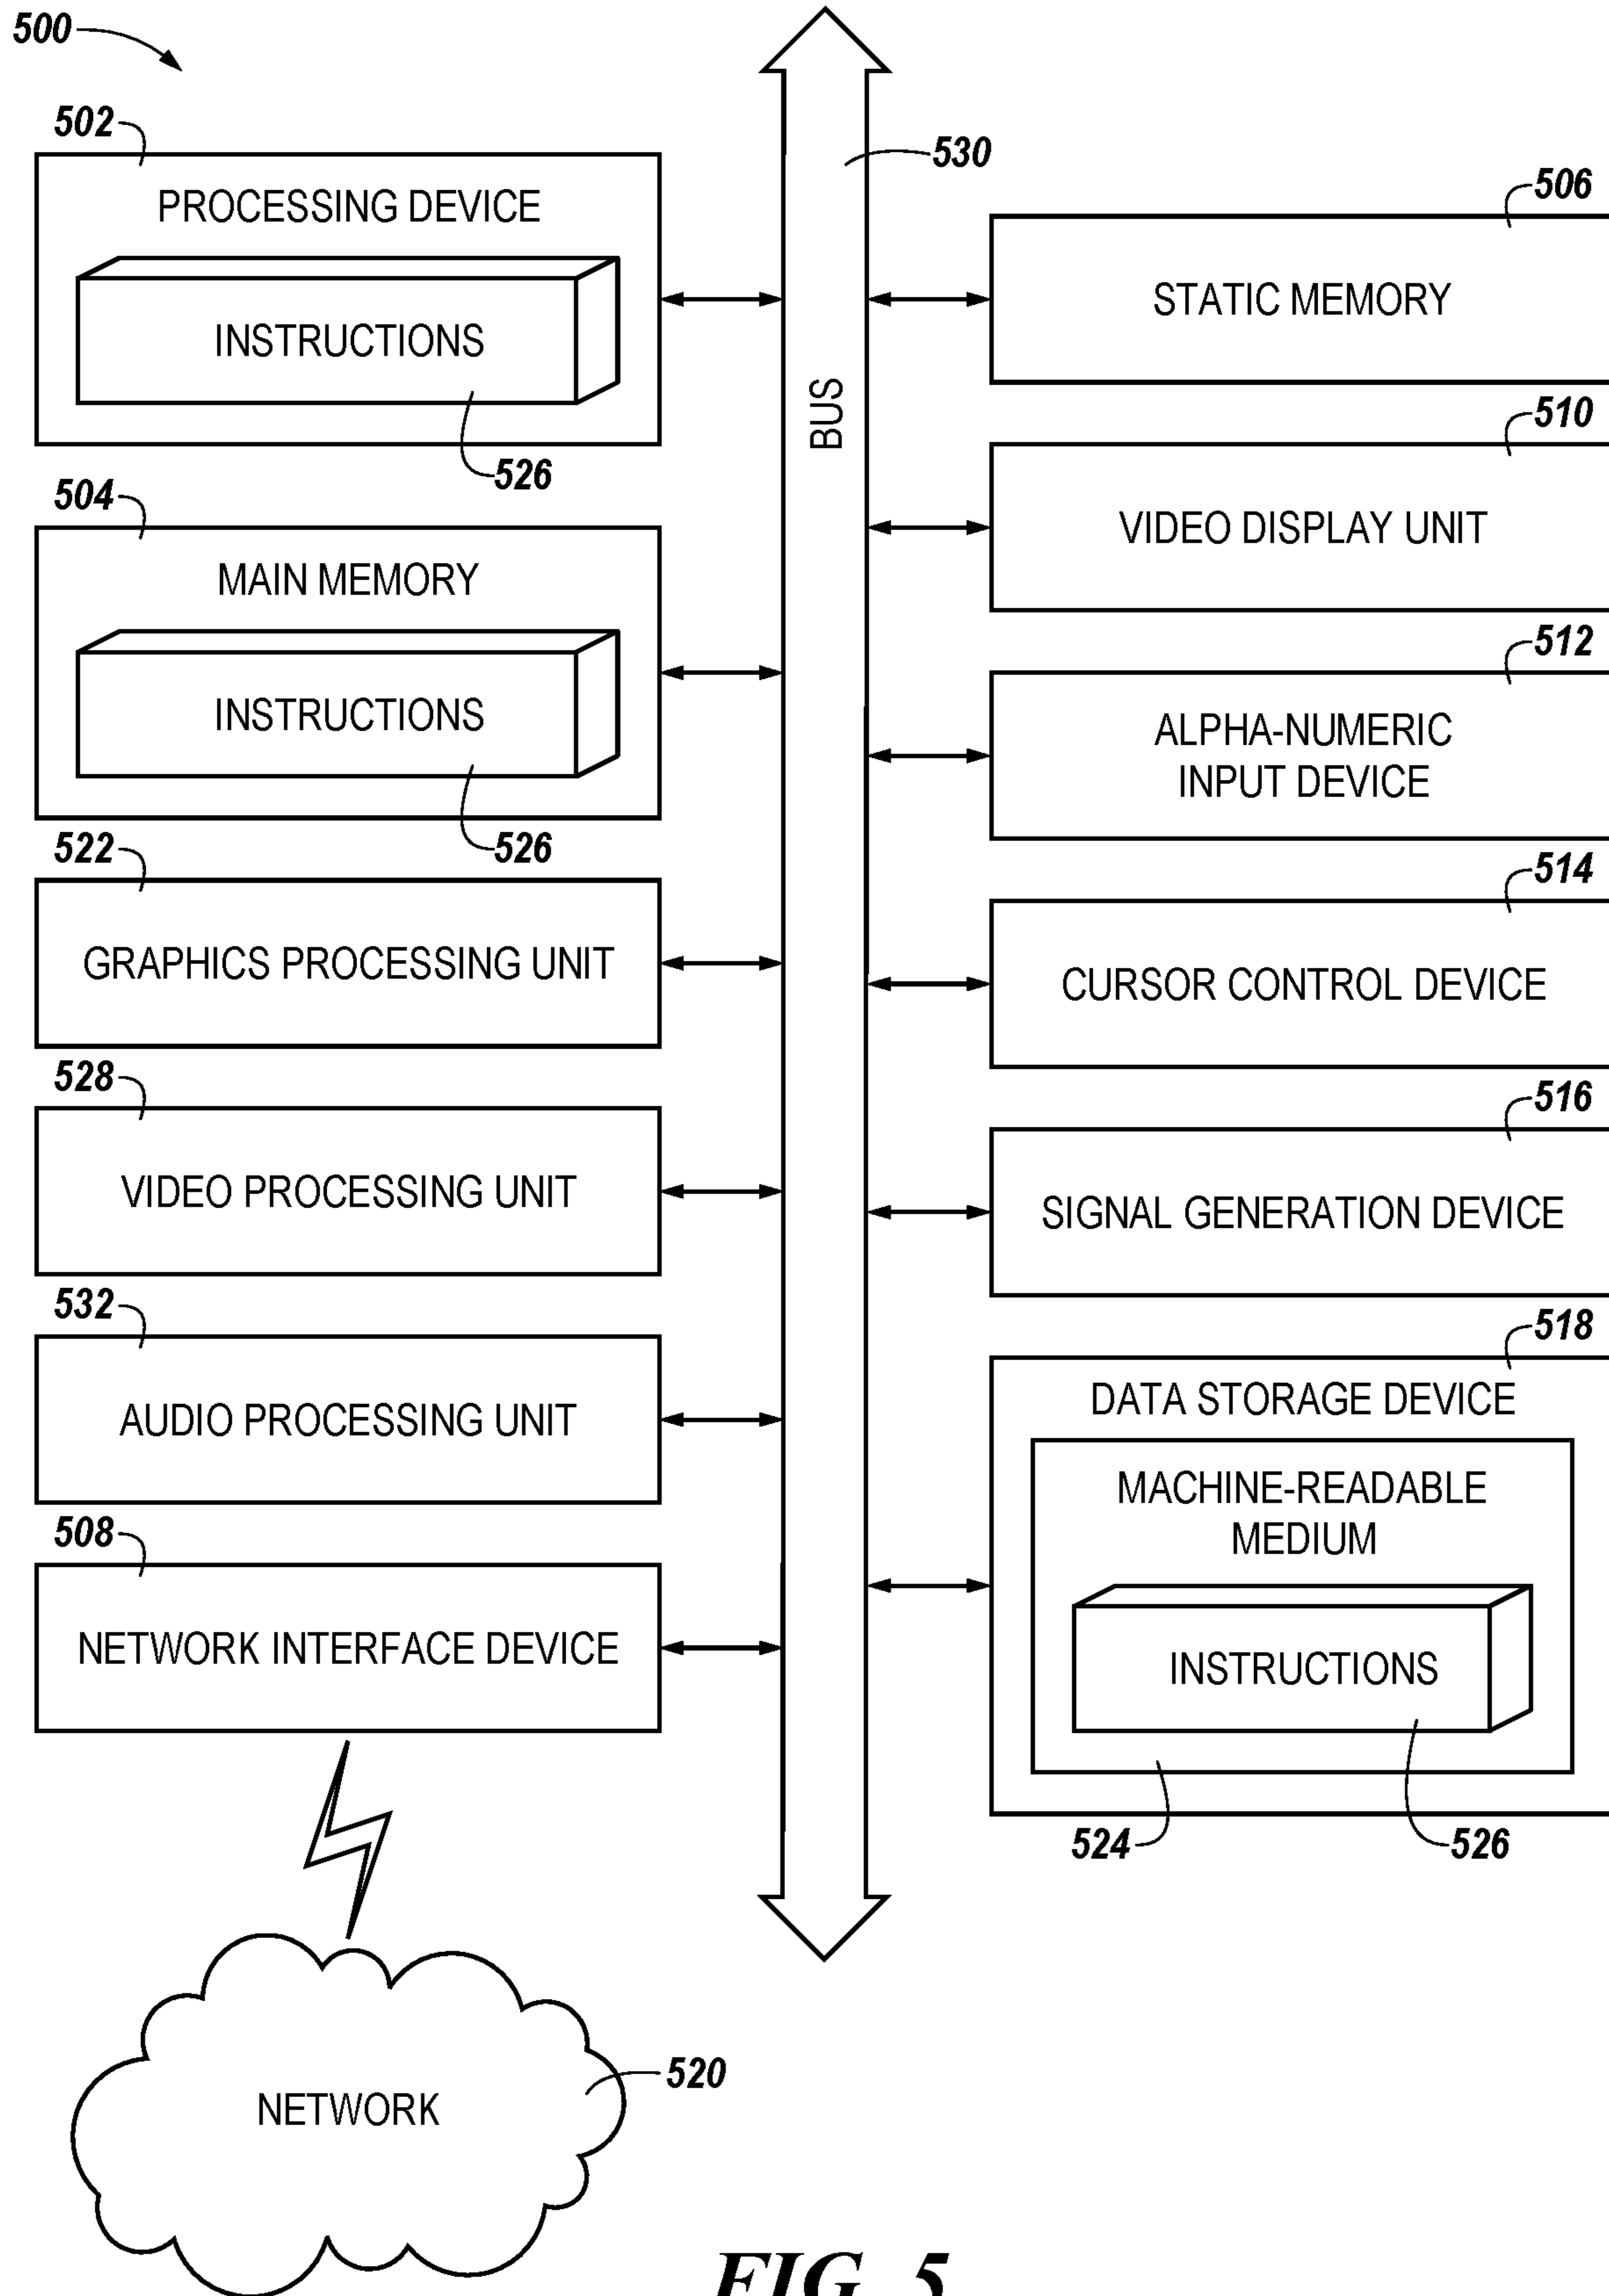 500
502
PROCESSING DEVICE
INSTRUCTIONS
526
504
MAIN MEMORY
INSTRUCTIONS
526
522
GRAPHICS PROCESSING UNIT
528
VIDEO PROCESSING UNIT
532
AUDIO PROCESSING UNIT
508
NETWORK INTERFACE DEVICE
NETWORK
520
BUS
530
506
STATIC MEMORY
510
VIDEO DISPLAY UNIT
512
ALPHA-NUMERIC
INPUT DEVICE
514
CURSOR CONTROL DEVICE
516
SIGNAL GENERATION DEVICE
518
DATA STORAGE DEVICE
MACHINE-READABLE
MEDIUM
INSTRUCTIONS
524
526
FIG. 5